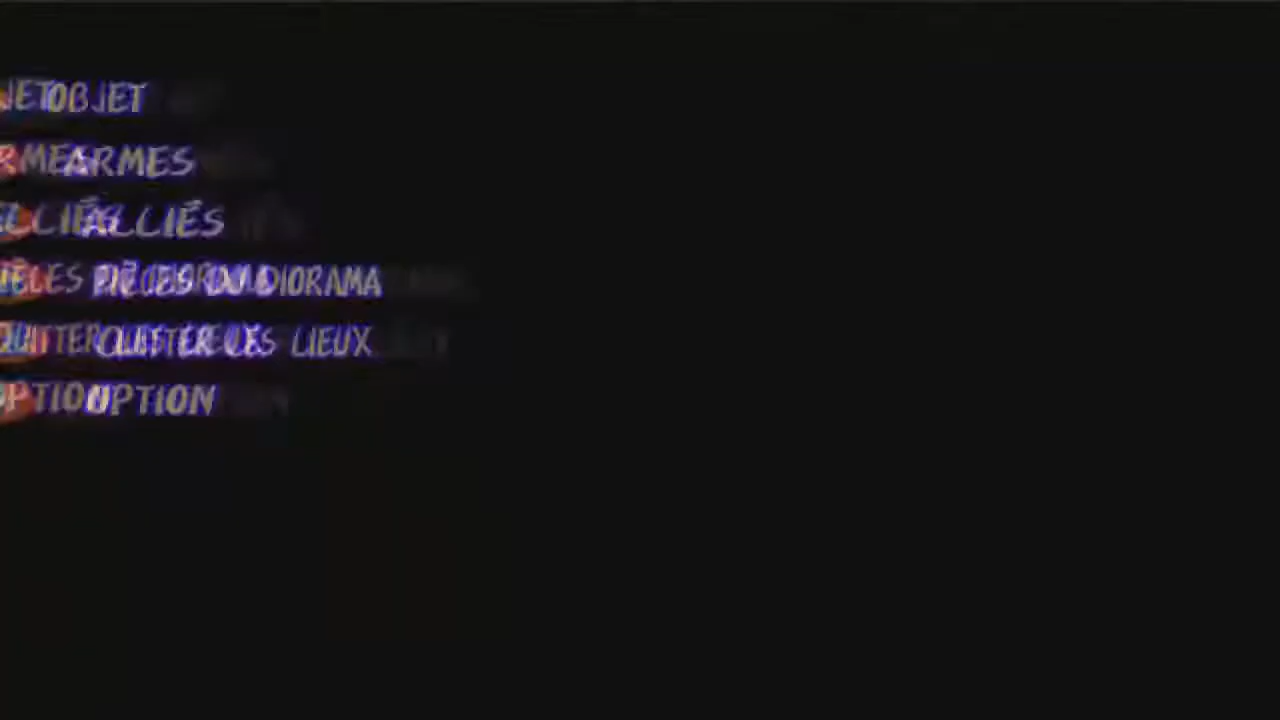 OBJET
ARMES
ALLIÉS
PIÈCES DU DIORAMA
QUITTER LES LIEUX
OPTION